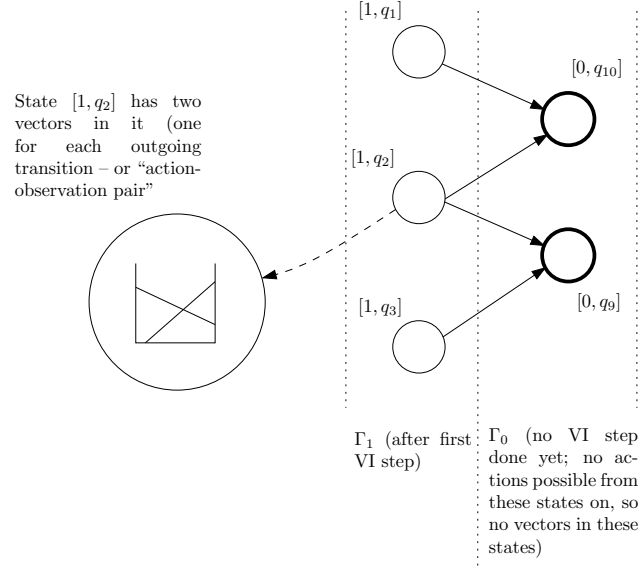 [1, q₁]
[0, q₁₀]
State [1, q₂] has two
vectors in it (one
for each outgoing
transition – or “action-
observation pair”
[1, q₂]
[1, q₃]
[0, q₉]
Γ₁ (after first
VI step)
Γ₀ (no VI step
done yet; no ac-
tions possible from
these states on, so
no vectors in these
states)